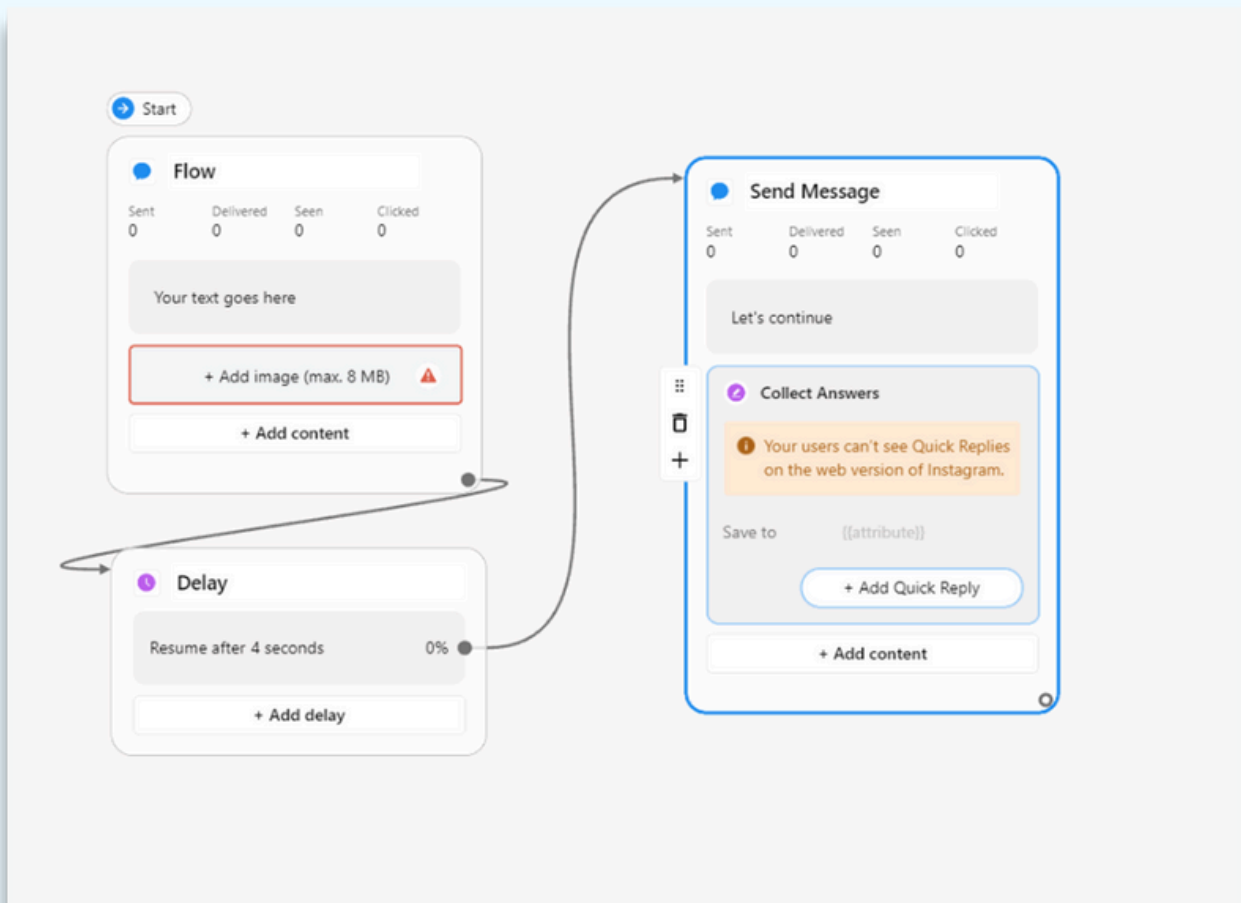 Start
Flow
Sent Delivered Seen Clicked
0 0 0 0
Your text goes here
+ Add image (max. 8 MB)
+ Add content
Delay
Resume after 4 seconds 0%
+ Add delay
Send Message
Sent Delivered Seen Clicked
0 0 0 0
Let's continue
Collect Answers
Your users can't see Quick Replies
on the web version of Instagram.
Save to {{attribute}}
+ Add Quick Reply
+ Add content